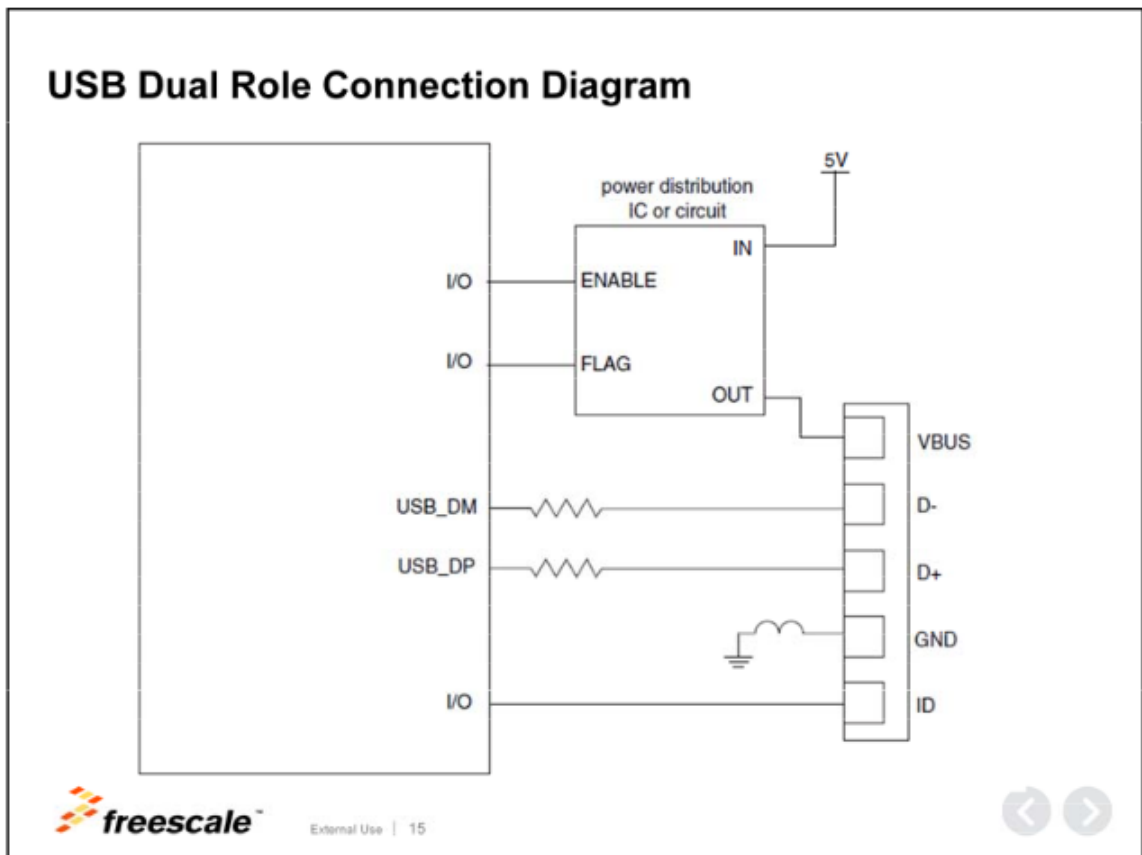 USB Dual Role Connection Diagram
5V
power distribution
IC or circuit
IN
I/O
ENABLE
I/O
FLAG
OUT
VBUS
USB_DM
D-
USB_DP
D+
GND
I/O
ID
freescale™
External Use | 15